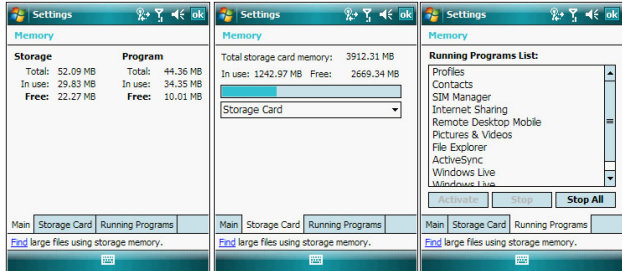 Settings
ok
Memory
Storage
Program
Total: 52.09 MB
Total: 44.36 MB
In use: 29.83 MB
In use: 34.35 MB
Free: 22.27 MB
Free: 10.01 MB
Main
Storage Card
Running Programs
Find large files using storage memory.
Settings
ok
Memory
Total storage card memory: 3912.31 MB
In use: 1242.97 MB Free: 2669.34 MB
Storage Card
Main
Storage Card
Running Programs
Find large files using storage memory.
Settings
ok
Memory
Running Programs List:
Profiles
Contacts
SIM Manager
Internet Sharing
Remote Desktop Mobile
Pictures & Videos
File Explorer
ActiveSync
Windows Live
Windows Live
Activate
Stop
Stop All
Main
Storage Card
Running Programs
Find large files using storage memory.